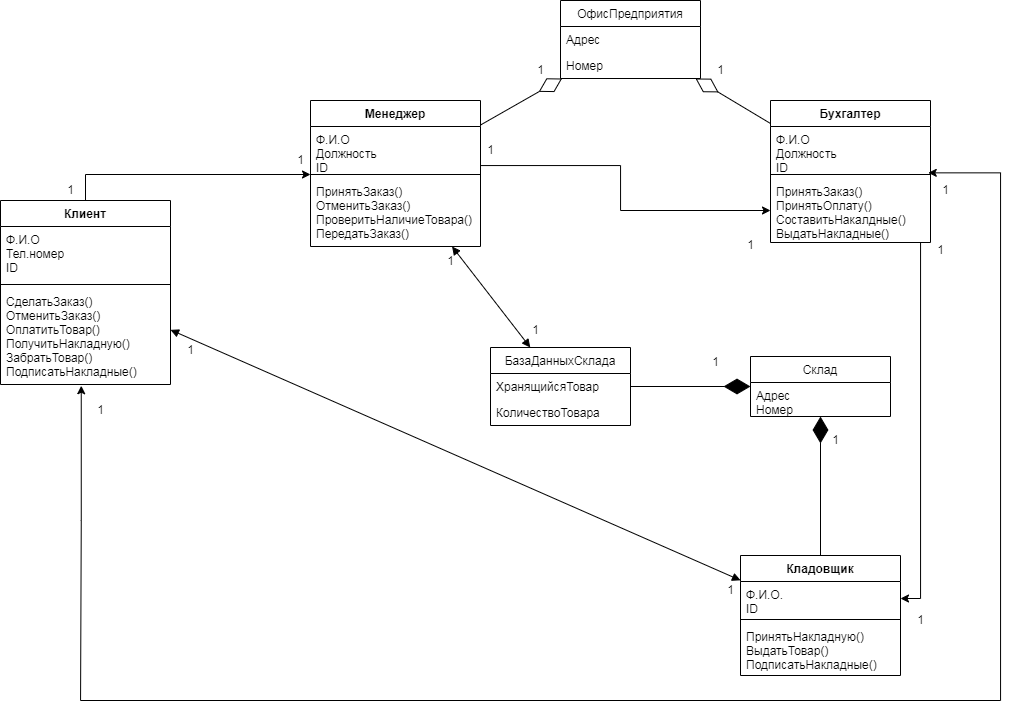 ОфисПредприятия
Адрес
Номер
1
1
Менеджер
Ф.И.О
Должность
ID
ПринятьЗаказ()
ОтменитьЗаказ()
ПроверитьНаличиеТовара()
ПередатьЗаказ()
1
1
1
Бухгалтер
Ф.И.О
Должность
ID
ПринятьЗаказ()
ПринятьОплату()
СоставитьНакалдные()
ВыдатьНакладные()
1
1
1
1
Клиент
Ф.И.О
Тел.номер
ID
СделатьЗаказ()
ОтменитьЗаказ()
ОплатитьТовар()
ПолучитьНакладную()
ЗабратьТовар()
ПодписатьНакладные()
1
1
1
БазаДанныхСклада
ХранящийсяТовар
КоличествоТовара
1
1
Склад
Адрес
Номер
1
Кладовщик
Ф.И.О.
ID
ПринятьНакладную()
ВыдатьТовар()
ПодписатьНакладные()
1
1